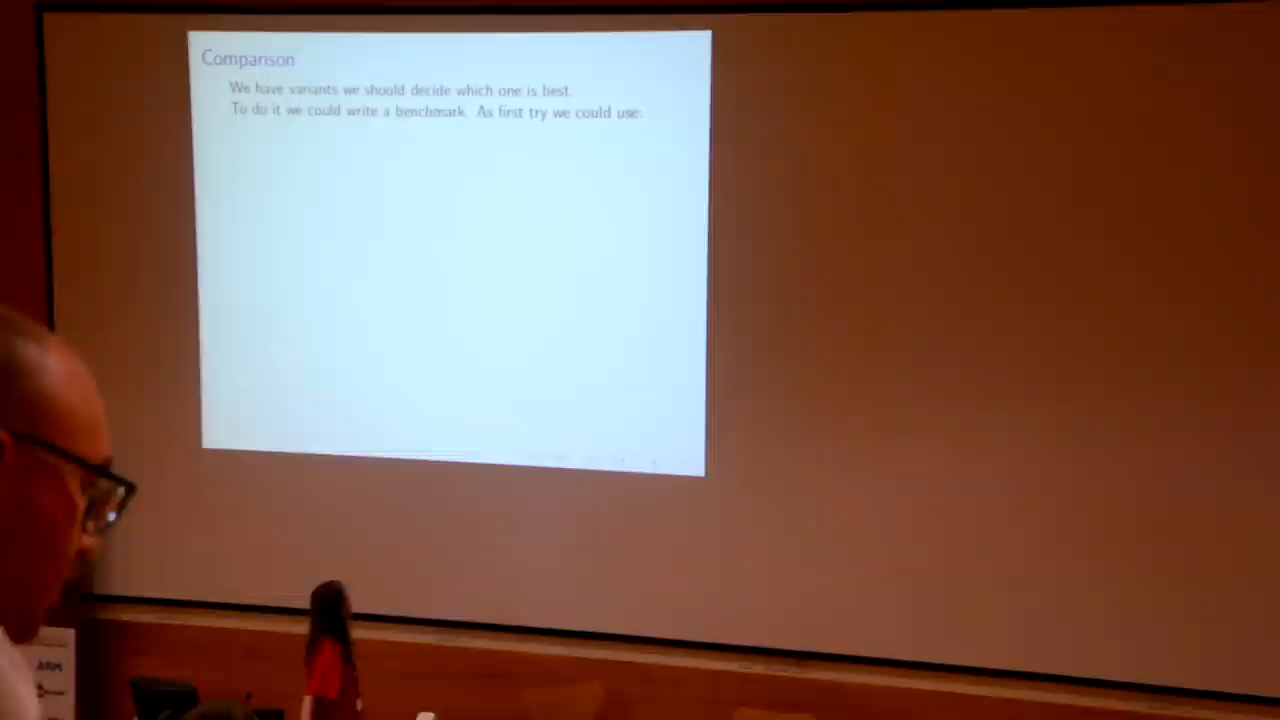 Comparison
We have variants we should decide which one is best.
To do it we could write a benchmark. As first try we could use:
ARM